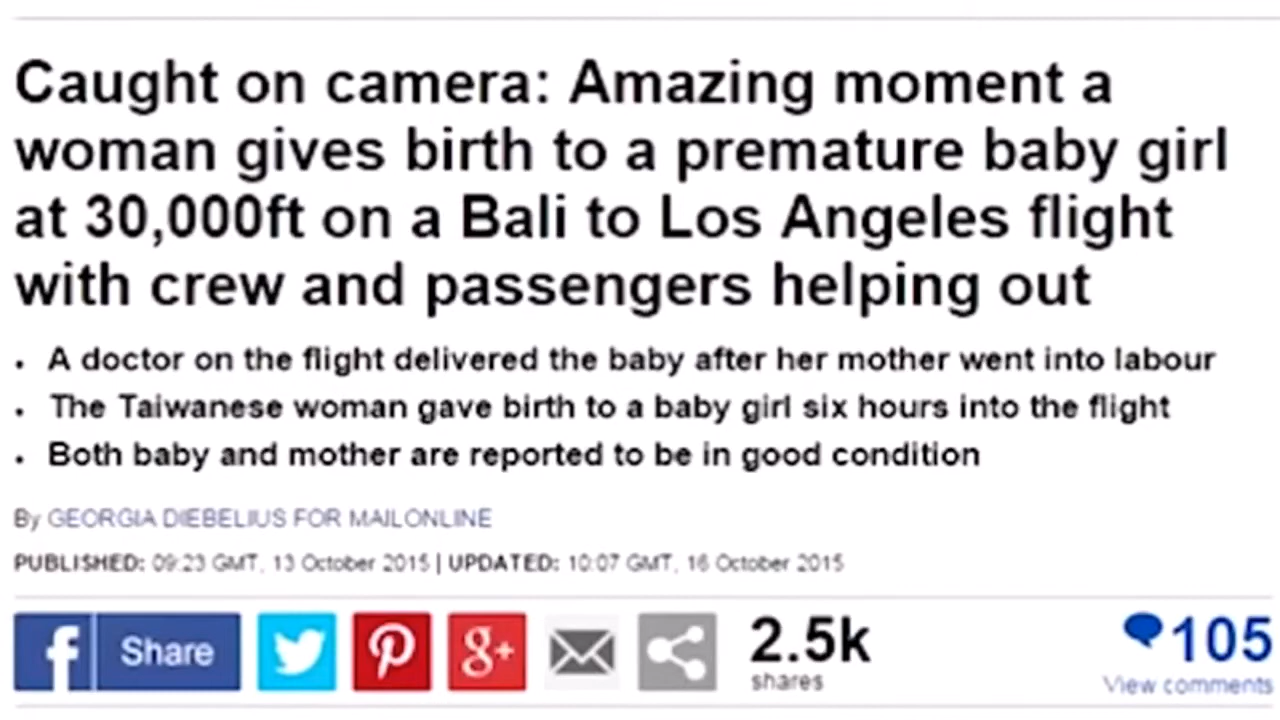 Caught on camera: Amazing moment a
woman gives birth to a premature baby girl
at 30,000ft on a Bali to Los Angeles flight
with crew and passengers helping out
• A doctor on the flight delivered the baby after her mother went into labour
• The Taiwanese woman gave birth to a baby girl six hours into the flight
• Both baby and mother are reported to be in good condition
By GEORGIA DIEBELIUS FOR MAILONLINE
PUBLISHED: 09:23 GMT, 13 October 2015 | UPDATED: 10:07 GMT, 16 October 2015
f Share g+ 2.5k 105
shares View comments